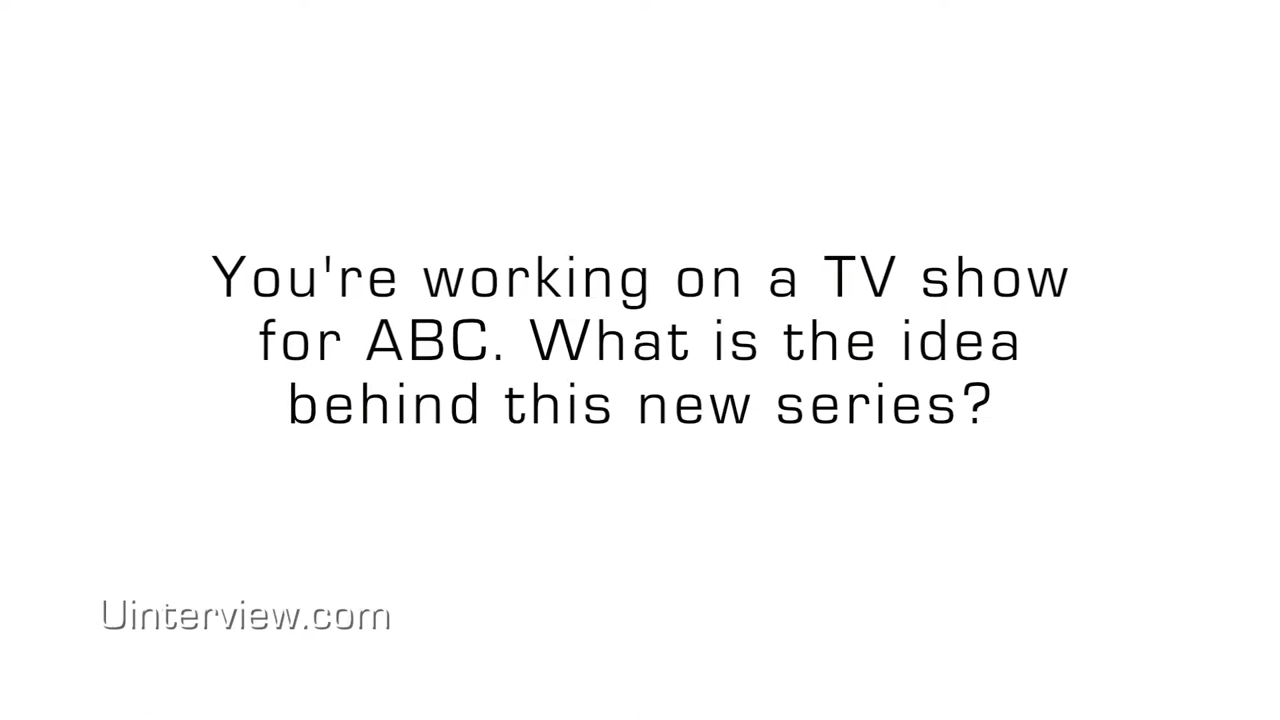 You're working on a TV show
for ABC. What is the idea
behind this new series?
Uinterview.com